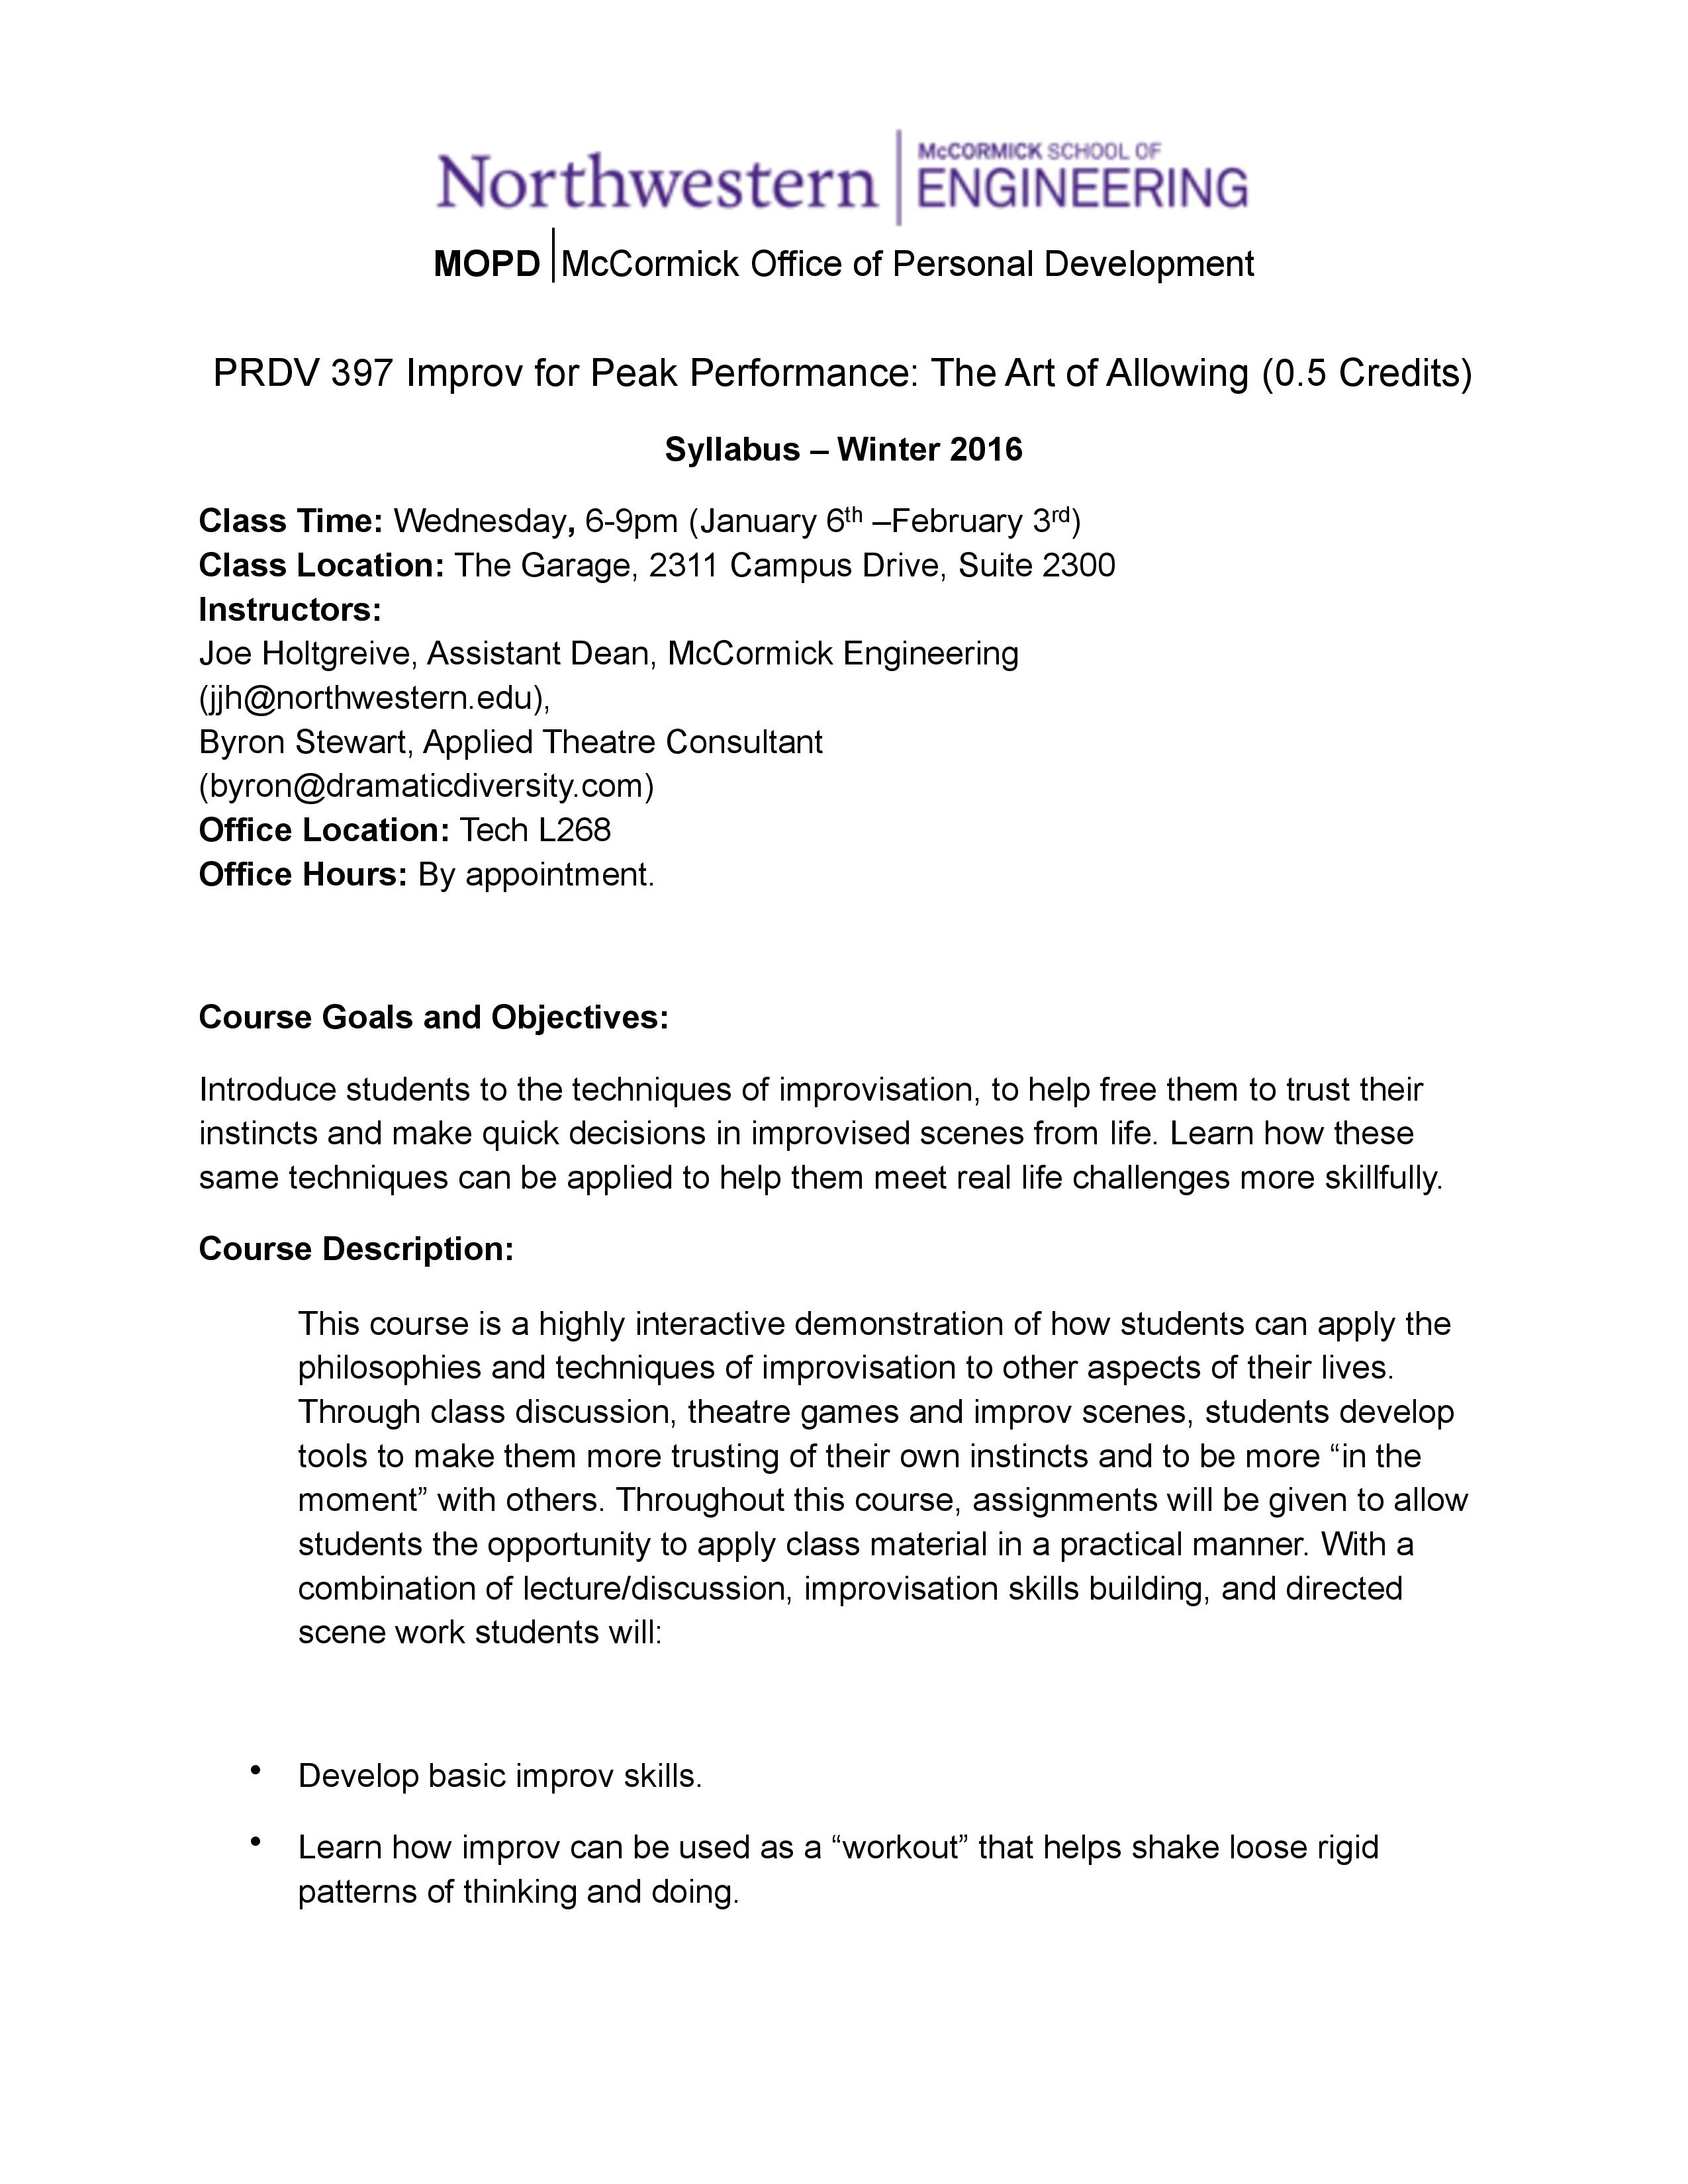 Northwestern
McCORMICK SCHOOL OF
ENGINEERING
MOPD McCormick Office of Personal Development
PRDV 397 Improv for Peak Performance: The Art of Allowing (0.5 Credits)
Syllabus – Winter 2016
Class Time: Wednesday, 6-9pm (January 6th –February 3rd)
Class Location: The Garage, 2311 Campus Drive, Suite 2300
Instructors:
Joe Holtgreive, Assistant Dean, McCormick Engineering
(jjh@northwestern.edu),
Byron Stewart, Applied Theatre Consultant
(byron@dramaticdiversity.com)
Office Location: Tech L268
Office Hours: By appointment.
Course Goals and Objectives:
Introduce students to the techniques of improvisation, to help free them to trust their
instincts and make quick decisions in improvised scenes from life. Learn how these
same techniques can be applied to help them meet real life challenges more skillfully.
Course Description:
This course is a highly interactive demonstration of how students can apply the
philosophies and techniques of improvisation to other aspects of their lives.
Through class discussion, theatre games and improv scenes, students develop
tools to make them more trusting of their own instincts and to be more “in the
moment” with others. Throughout this course, assignments will be given to allow
students the opportunity to apply class material in a practical manner. With a
combination of lecture/discussion, improvisation skills building, and directed
scene work students will:
• Develop basic improv skills.
• Learn how improv can be used as a “workout” that helps shake loose rigid
patterns of thinking and doing.